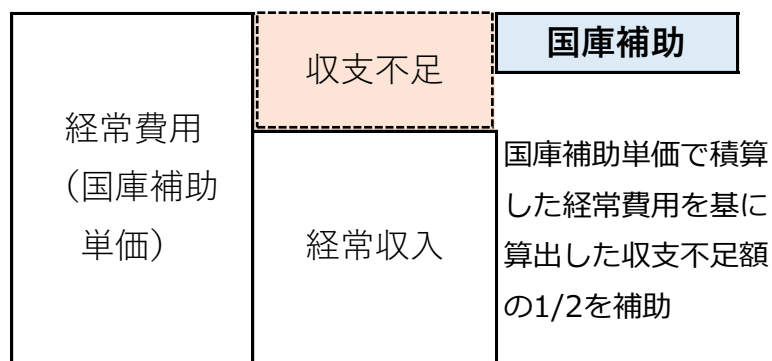 経常費用
（国庫補助
単価）
収支不足
経常収入
国庫補助
国庫補助単価で積算
した経常費用を基に
算出した収支不足額
の1/2を補助